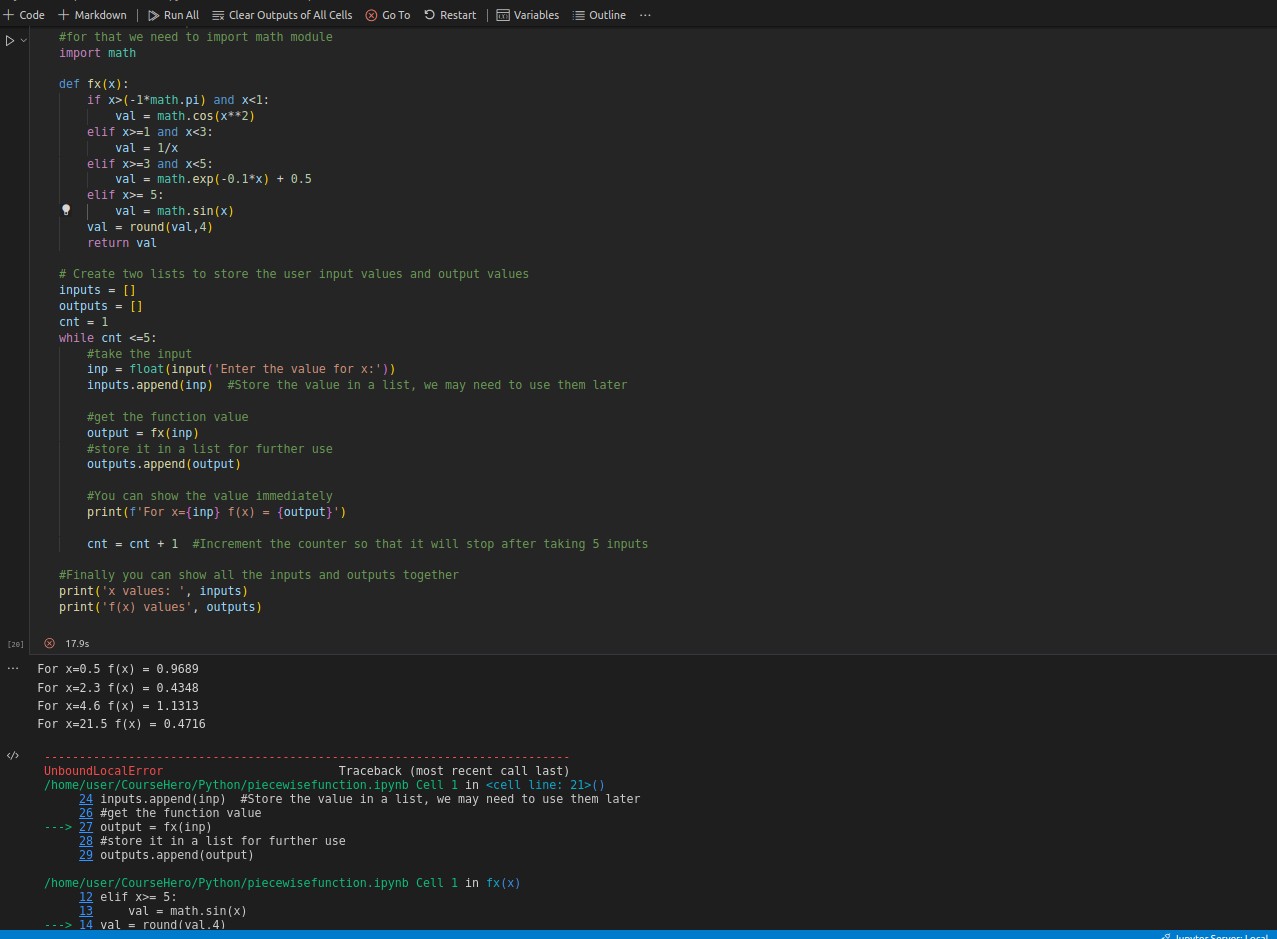 Code Markdown Run All Clear Outputs of All Cells Go To Restart Variables Outline ...
#for that we need to import math module
import math
def fx(x):
if x>(-1*math.pi) and x<1:
val = math.cos(x**2)
elif x>=1 and x<3:
val = 1/x
elif x>=3 and x<5:
val = math.exp(-0.1*x) + 0.5
elif x>= 5:
val = math.sin(x)
val = round(val,4)
return val
# Create two lists to store the user input values and output values
inputs = []
outputs = []
cnt = 1
while cnt <=5:
#take the input
inp = float(input('Enter the value for x:'))
inputs.append(inp)  #Store the value in a list, we may need to use them later
#get the function value
output = fx(inp)
#store it in a list for further use
outputs.append(output)
#You can show the value immediately
print(f'For x={inp} f(x) = {output}')
cnt = cnt + 1  #Increment the counter so that it will stop after taking 5 inputs
#Finally you can show all the inputs and outputs together
print('x values: ', inputs)
print('f(x) values', outputs)
[20] 17.9s
... For x=0.5 f(x) = 0.9689
For x=2.3 f(x) = 0.4348
For x=4.6 f(x) = 1.1313
For x=21.5 f(x) = 0.4716
---------------------------------------------------------------------------
UnboundLocalError Traceback (most recent call last)
/home/user/CourseHero/Python/piecewisefunction.ipynb Cell 1 in <cell line: 21>()
24 inputs.append(inp)  #Store the value in a list, we may need to use them later
26 #get the function value
---> 27 output = fx(inp)
28 #store it in a list for further use
29 outputs.append(output)
/home/user/CourseHero/Python/piecewisefunction.ipynb Cell 1 in fx(x)
12 elif x>= 5:
13     val = math.sin(x)
---> 14 val = round(val,4)
Jupyter Server: Local